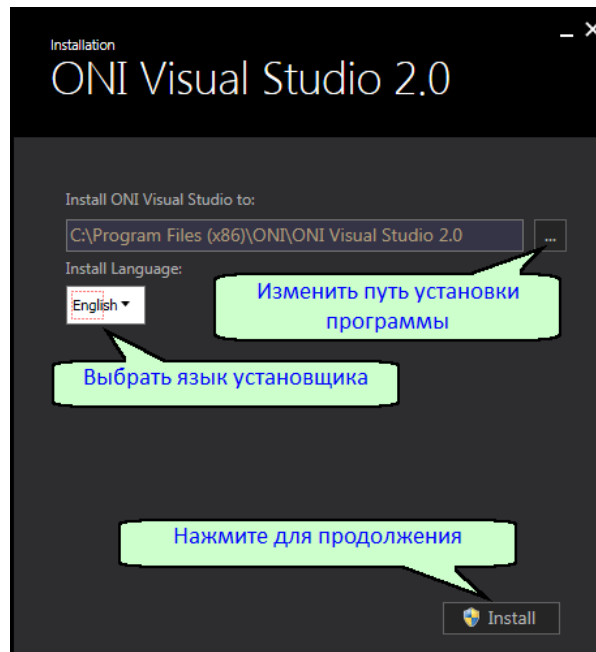 Installation
ONI Visual Studio 2.0
Install ONI Visual Studio to:
C:\Program Files (x86)\ONI\ONI Visual Studio 2.0
...
Install Language:
English
Изменить путь установки
программы
Выбрать язык установщика
Нажмите для продолжения
Install